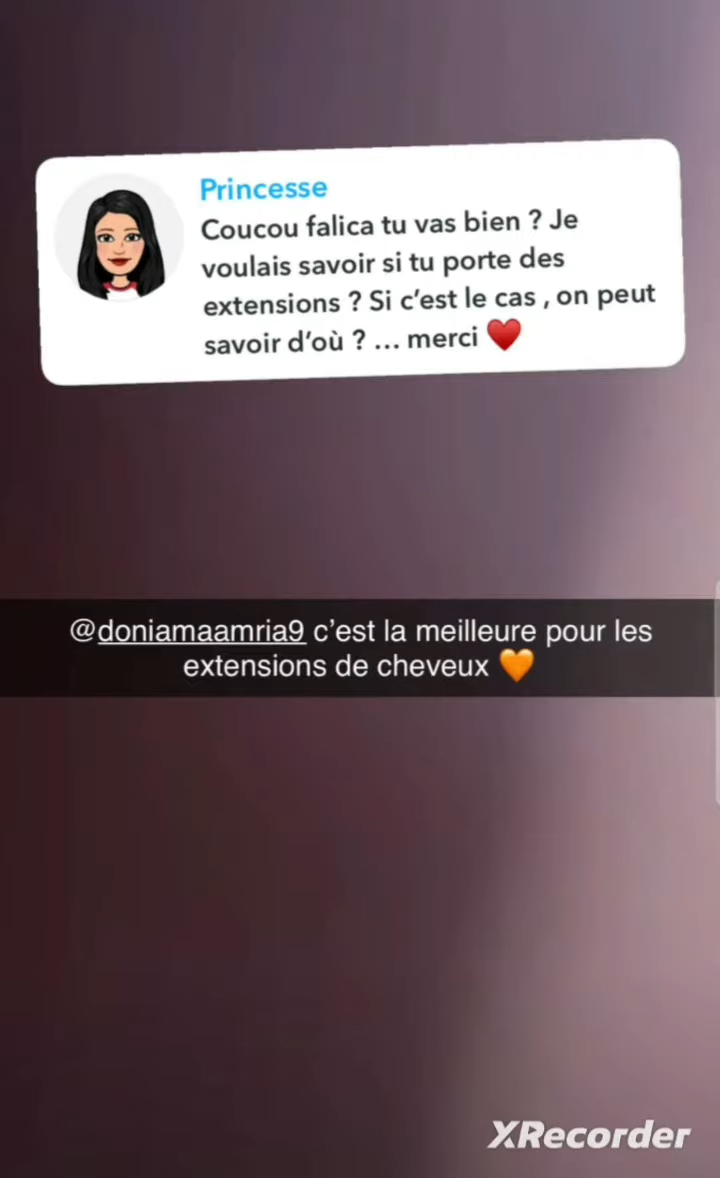 Princesse
Coucou falica tu vas bien ? Je
voulais savoir si tu porte des
extensions ? Si c’est le cas , on peut
savoir d’où ? ... merci ♥️
@doniamaamria9 c’est la meilleure pour les
extensions de cheveux 🧡
XRecorder